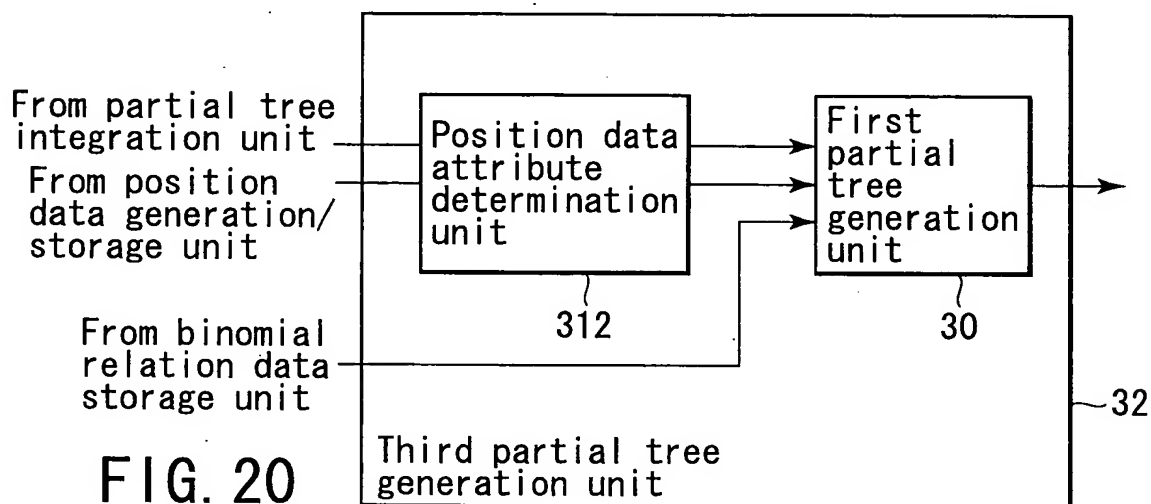 From partial tree
integration unit
From position
data generation/
storage unit
Position data
attribute
determination
unit
312
First
partial
tree
generation
unit
30
From binomial
relation data
storage unit
32
Third partial tree
generation unit
FIG. 20